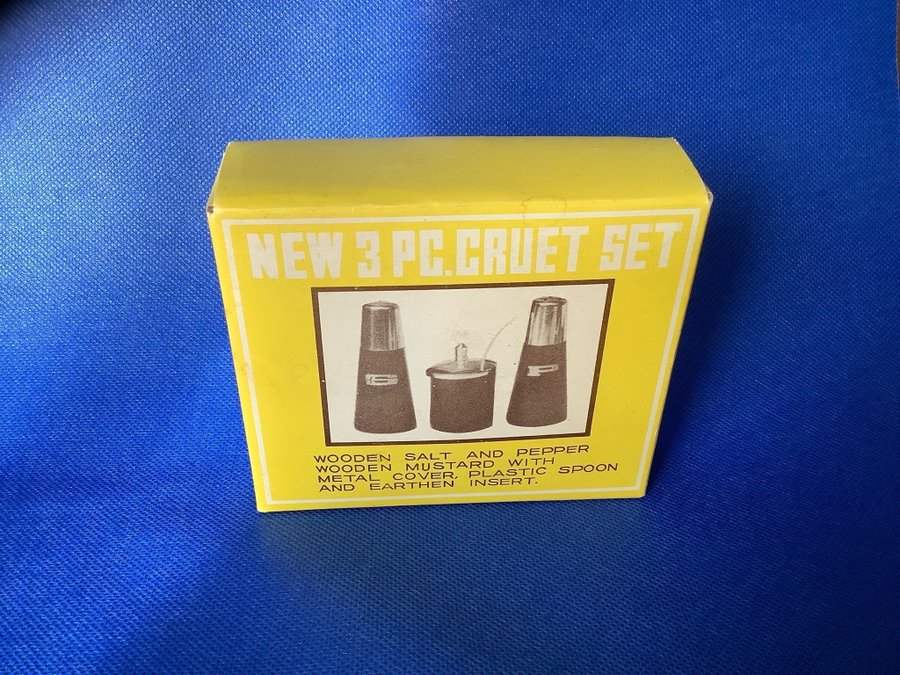 NEW 3 PC. CRUET SET
S
P
WOODEN SALT AND PEPPER
WOODEN MUSTARD WITH
METAL COVER, PLASTIC SPOON
AND EARTHEN INSERT.